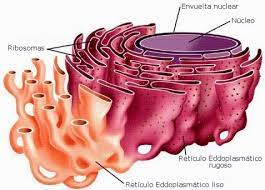 Envuelta nuclear
Núcleo
Ribosomas
Retículo Eddoplasmático
rugoso
Retículo Eddoplasmático liso